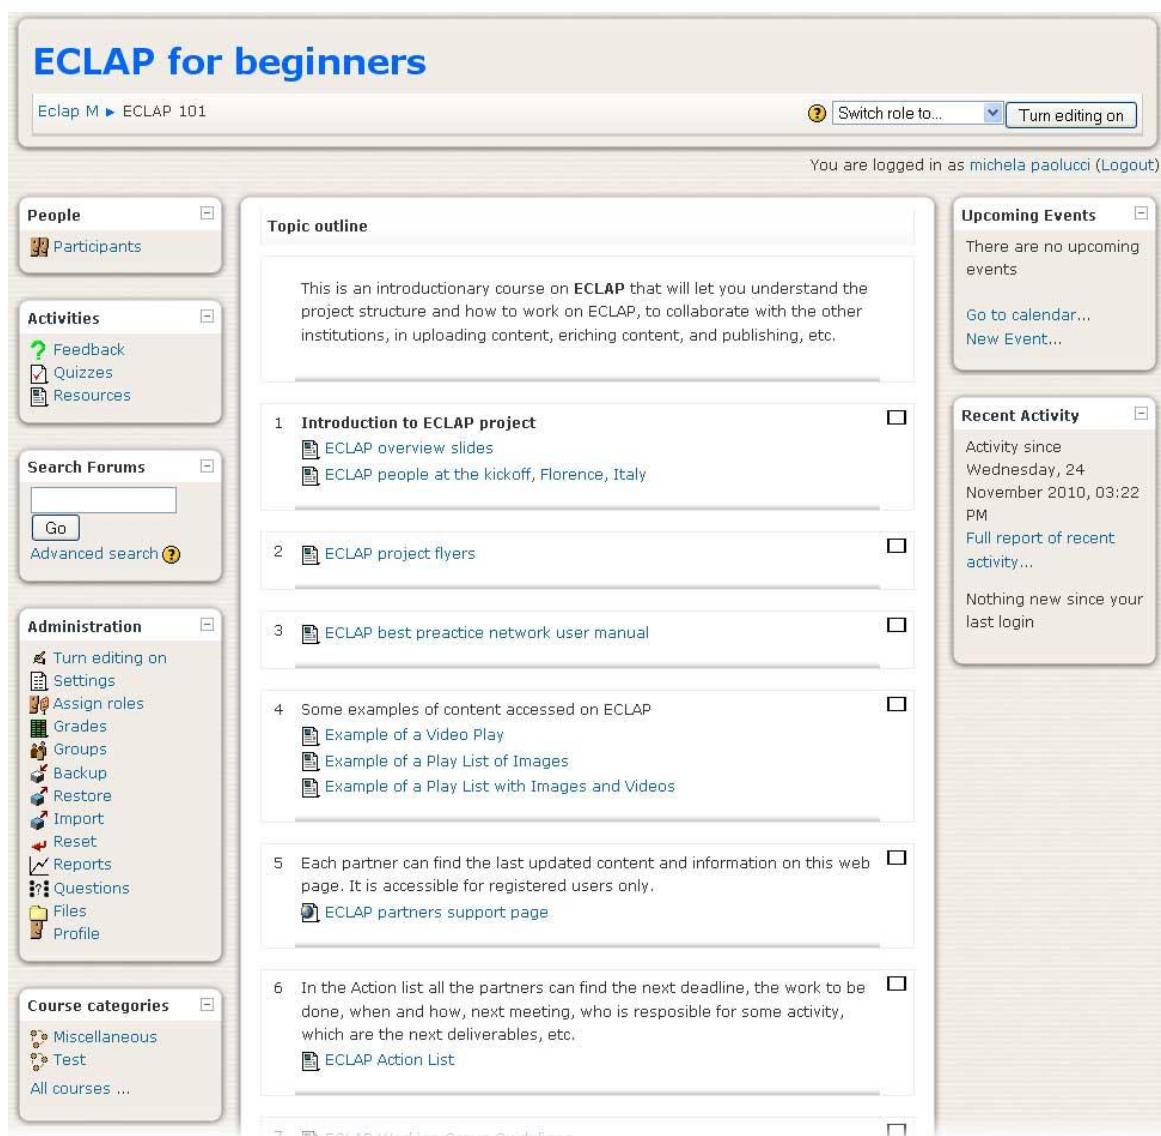 ECLAP for beginners
Eclap M ► ECLAP 101
Switch role to...
Turn editing on
You are logged in as michela paolucci (Logout)
People
Participants
Activities
Feedback
Quizzes
Resources
Search Forums
Go
Advanced search
Administration
Turn editing on
Settings
Assign roles
Grades
Groups
Backup
Restore
Import
Reset
Reports
Questions
Files
Profile
Course categories
Miscellaneous
Test
All courses ...
Topic outline
This is an introductionary course on ECLAP that will let you understand the
project structure and how to work on ECLAP, to collaborate with the other
institutions, in uploading content, eriching content, and publishing, etc.
1 Introduction to ECLAP project
ECLAP overview slides
ECLAP people at the kickoff, Florence, Italy
2 ECLAP project flyers
3 ECLAP best preactice network user manual
4 Some examples of content accessed on ECLAP
Example of a Video Play
Example of a Play List of Images
Example of a Play List with Images and Videos
5 Each partner can find the last updated content and information on this web
page. It is accessible for registered users only.
ECLAP partners support page
6 In the Action list all the partners can find the next deadline, the work to be
done, when and how, next meeting, who is resposible for some activity,
which are the next deliverables, etc.
ECLAP Action List
7 ECLAP Working Group Guidelines
Upcoming Events
There are no upcoming
events
Go to calendar...
New Event...
Recent Activity
Activity since
Wednesday, 24
November 2010, 03:22
PM
Full report of recent
activity...
Nothing new since your
last login